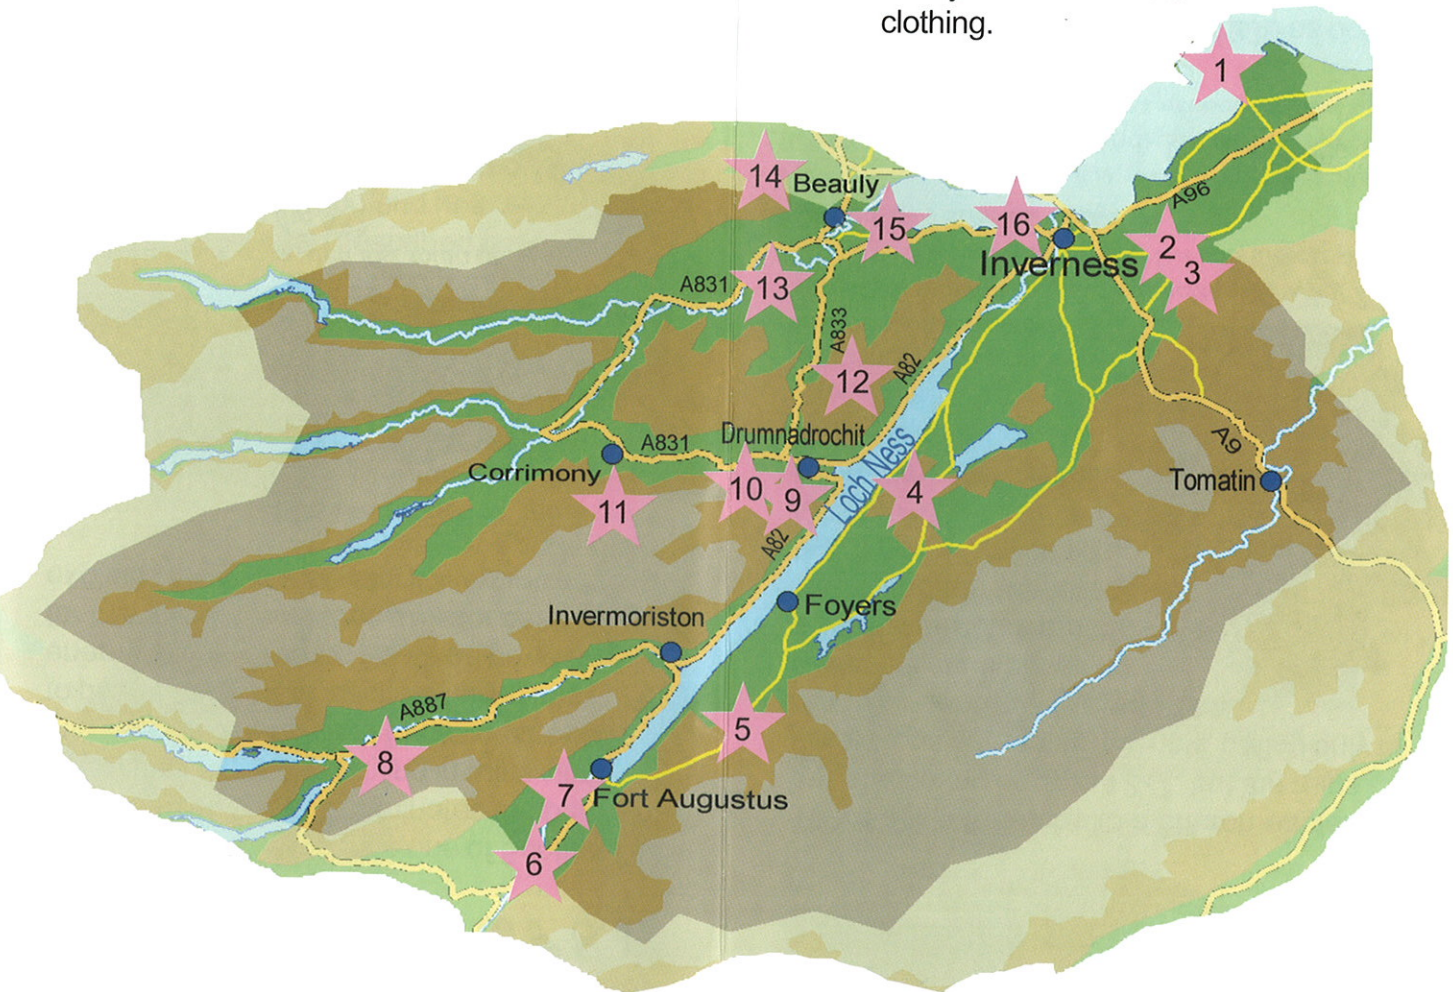 clothing.
1
14
Beauly
A96
15
16
2
Inverness
3
A831
13
A833
12
A82
Drumnadrochit
A831
A9
Corrimony
Tomatin
10
9
Loch Ness
4
11
A82
Foyers
Invermoriston
A887
5
8
7
Fort Augustus
6